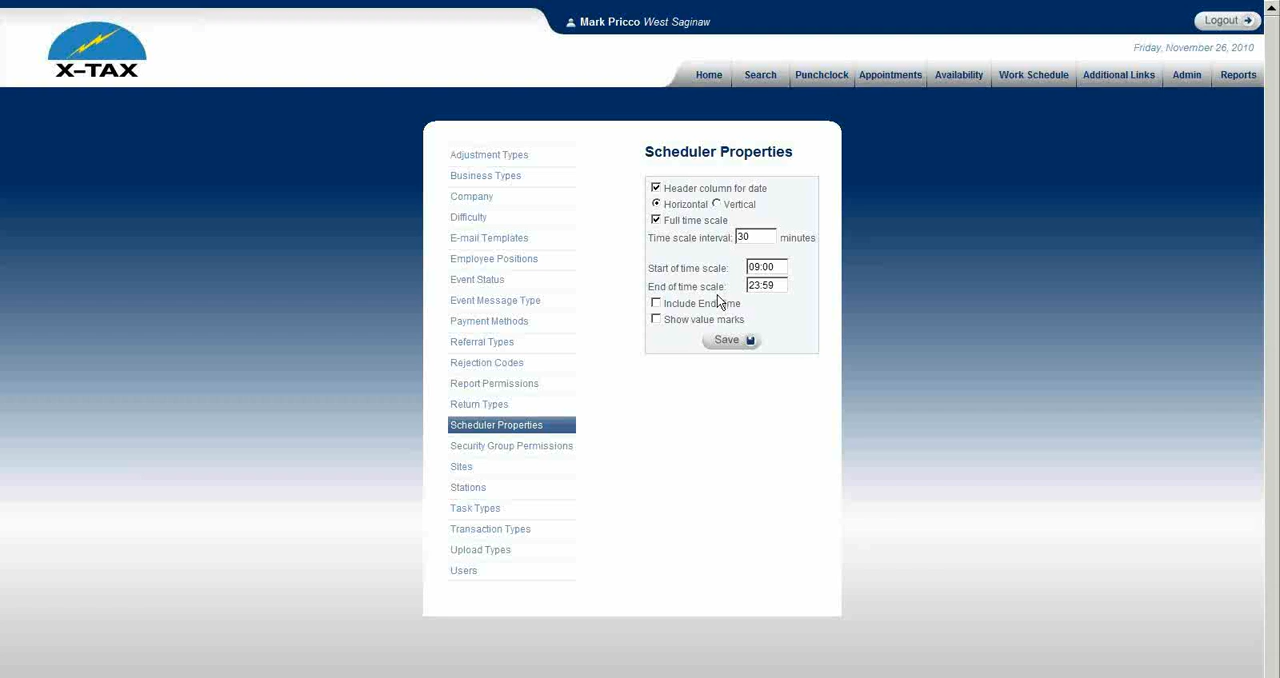 Mark Pricco West Saginaw
Logout
X-TAX
Friday, November 26, 2010
Home Search Punchclock Appointments Availability Work Schedule Additional Links Admin Reports
Adjustment Types
Business Types
Company
Difficulty
E-mail Templates
Employee Positions
Event Status
Event Message Type
Payment Methods
Referral Types
Rejection Codes
Report Permissions
Return Types
Scheduler Properties
Security Group Permissions
Sites
Stations
Task Types
Transaction Types
Upload Types
Users
Scheduler Properties
Header column for date
Horizontal Vertical
Full time scale
Time scale interval: 30 minutes
Start of time scale: 09:00
End of time scale: 23:59
Include End
Show value marks
Save